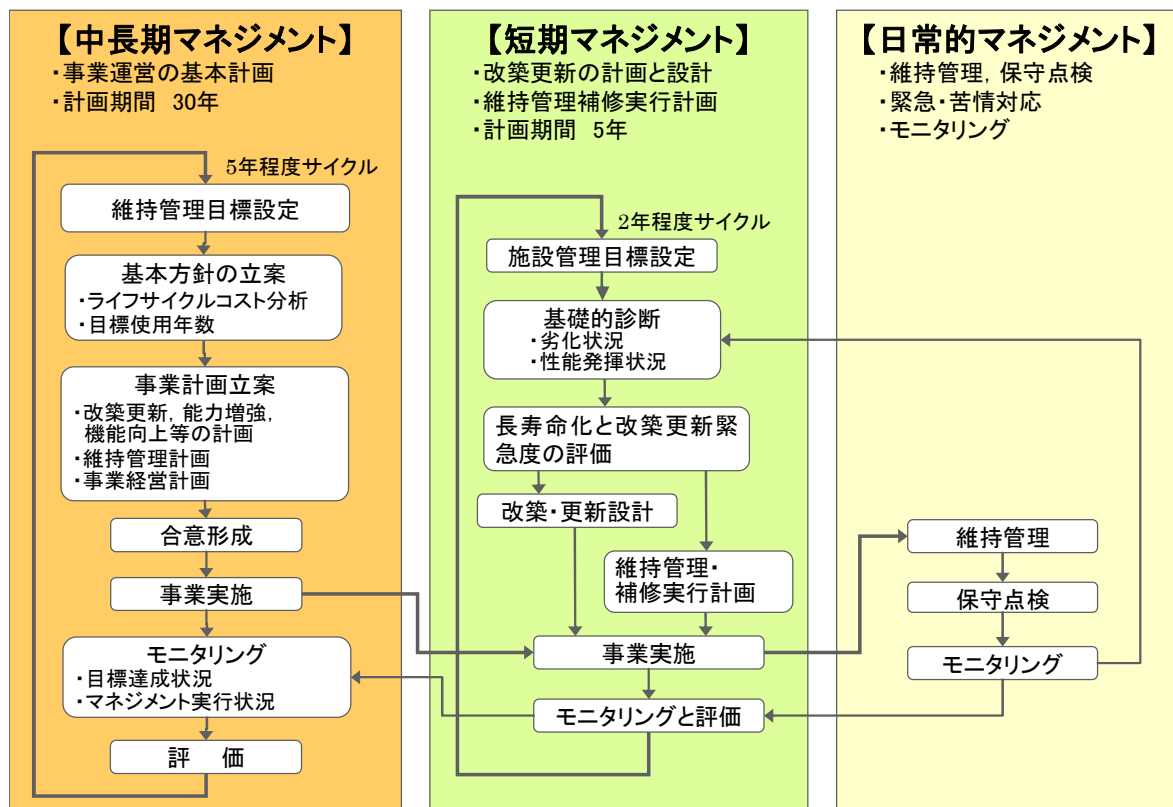 【中長期マネジメント】
・事業運営の基本計画
・計画期間 30年
5年程度サイクル
維持管理目標設定
基本方針の立案
・ライフサイクルコスト分析
・目標使用年数
事業計画立案
・改築更新, 能力増強,
機能向上等の計画
・維持管理計画
・事業経営計画
合意形成
事業実施
モニタリング
・目標達成状況
・マネジメント実行状況
評 価
【短期マネジメント】
・改築更新の計画と設計
・維持管理補修実行計画
・計画期間 5年
2年程度サイクル
施設管理目標設定
基礎的診断
・劣化状況
・性能発揮状況
長寿命化と改築更新緊
急度の評価
改築・更新設計
維持管理・
補修実行計画
事業実施
モニタリングと評価
【日常的マネジメント】
・維持管理, 保守点検
・緊急・苦情対応
・モニタリング
維持管理
保守点検
モニタリング